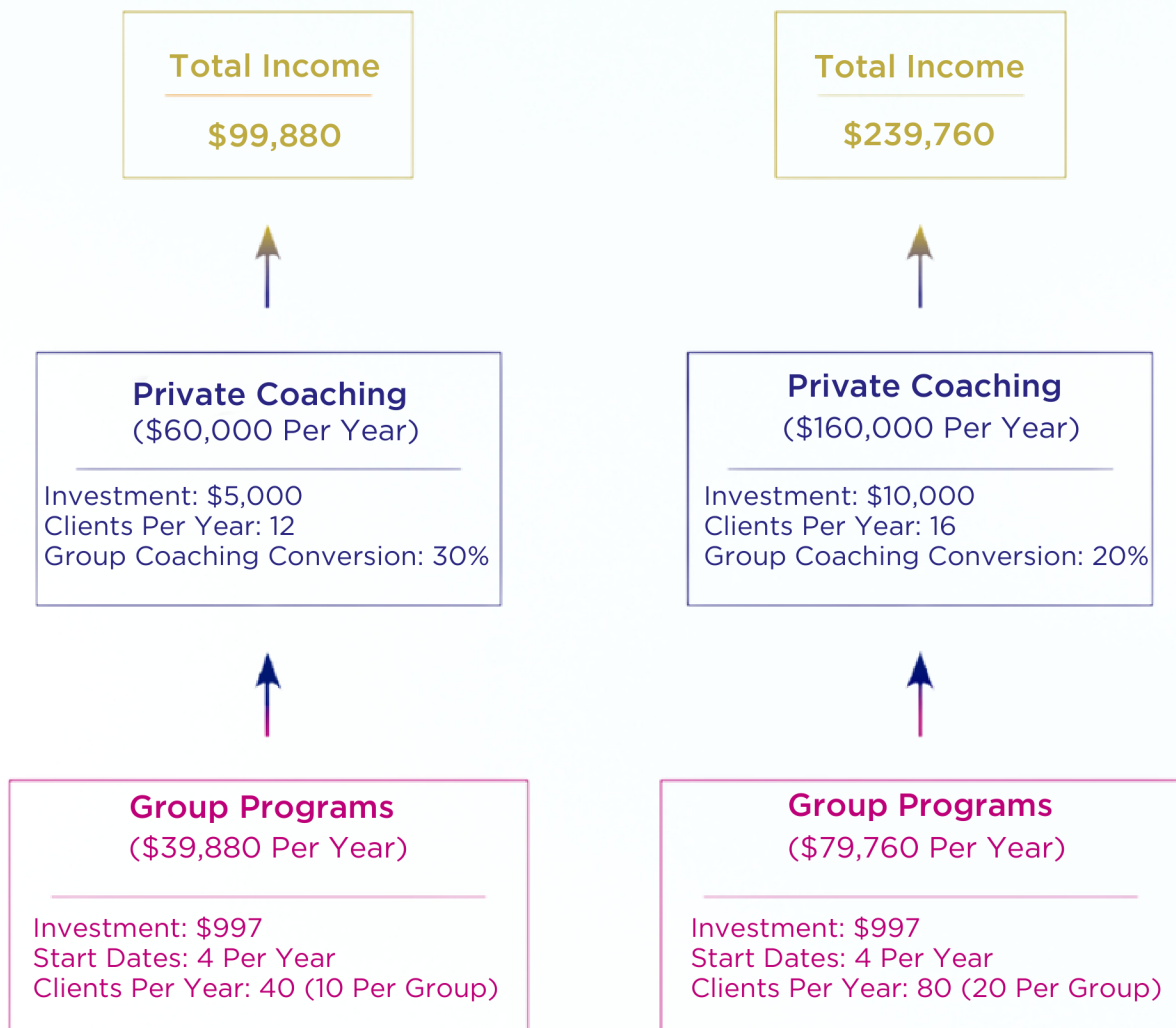 Total Income
$99,880
Private Coaching
($60,000 Per Year)
Investment: $5,000
Clients Per Year: 12
Group Coaching Conversion: 30%
Group Programs
($39,880 Per Year)
Investment: $997
Start Dates: 4 Per Year
Clients Per Year: 40 (10 Per Group)
Total Income
$239,760
Private Coaching
($160,000 Per Year)
Investment: $10,000
Clients Per Year: 16
Group Coaching Conversion: 20%
Group Programs
($79,760 Per Year)
Investment: $997
Start Dates: 4 Per Year
Clients Per Year: 80 (20 Per Group)